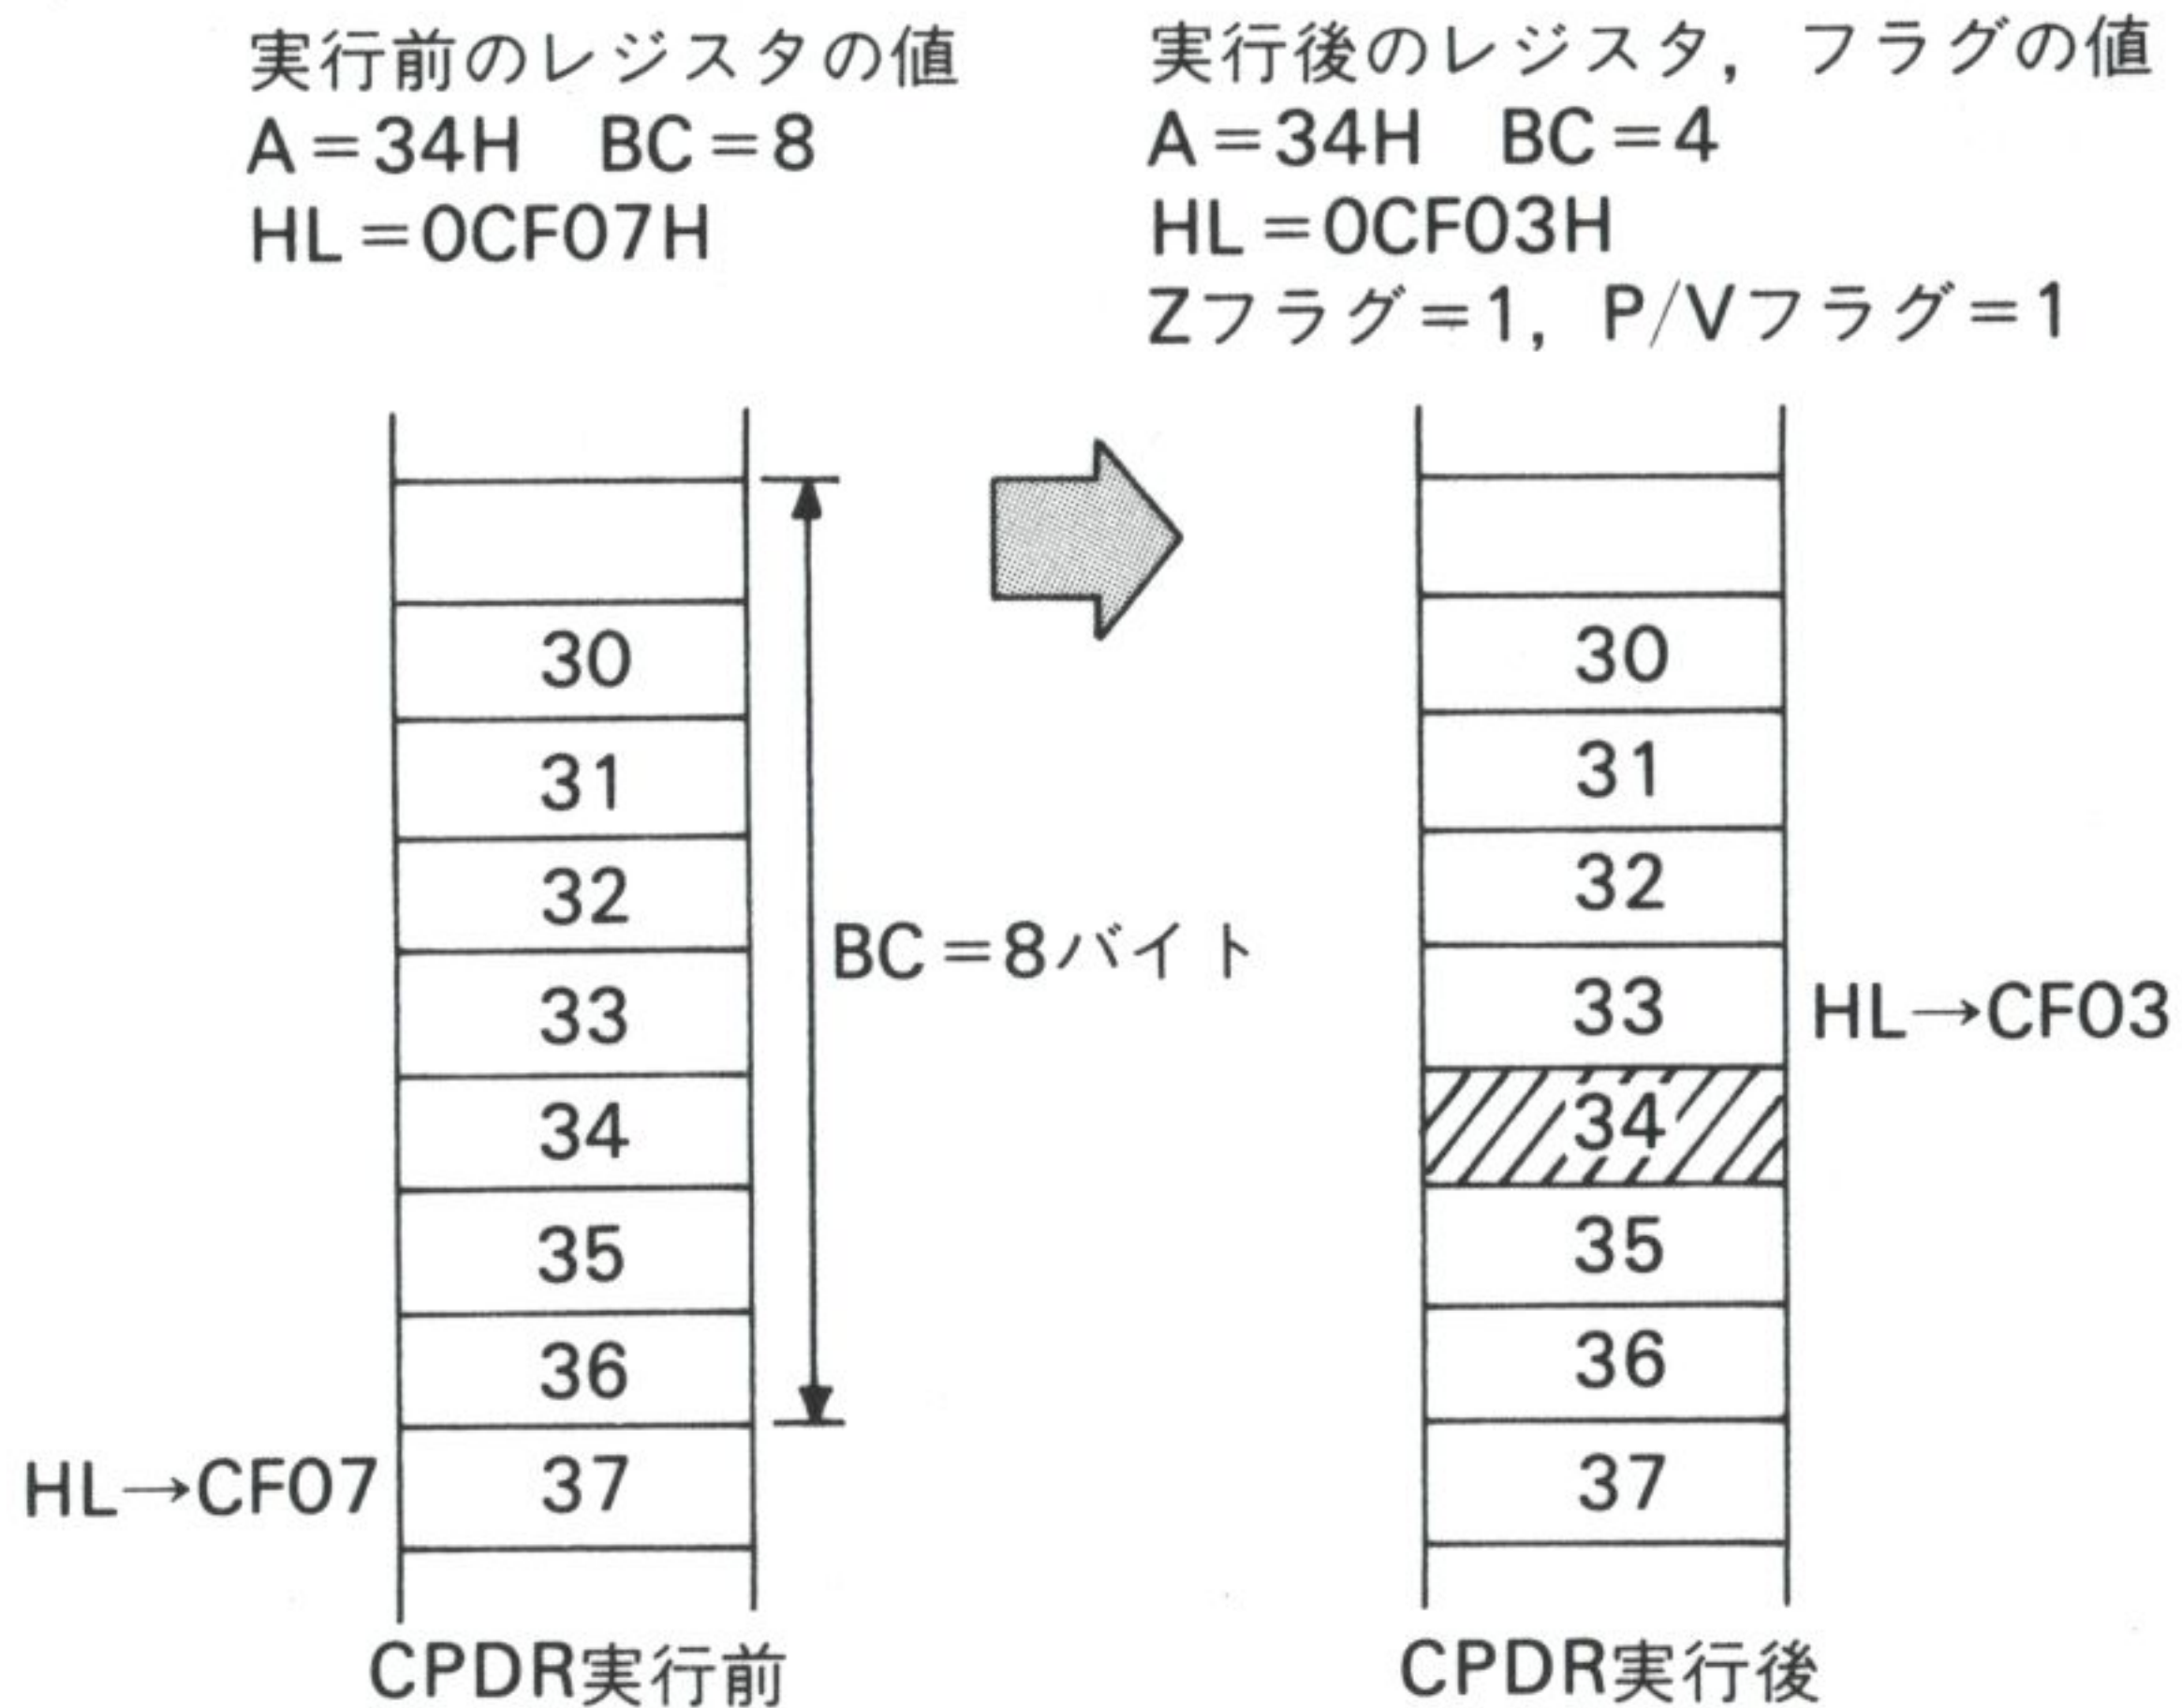 実行前のレジスタの値
A=34H BC=8
HL=0CF07H
実行後のレジスタ, フラグの値
A=34H BC=4
HL=0CF03H
Zフラグ=1, P/Vフラグ=1
30
31
32
33
34
35
36
37
BC=8バイト
HL→CF07
CPDR実行前
30
31
32
33
HL→CF03
34
35
36
37
CPDR実行後